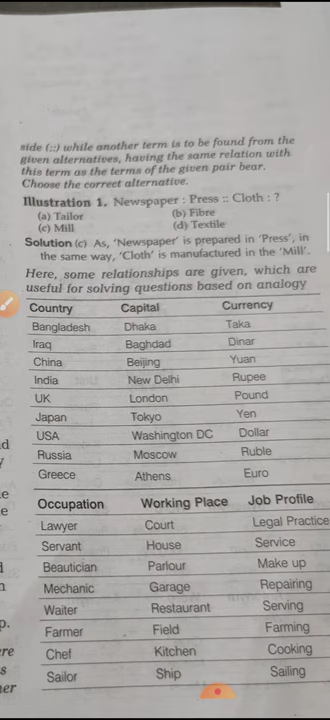 side (::) while another term is to be found from the
given alternatives, having the same relation with
this term as the terms of the given pair bear.
Choose the correct alternative.
Illustration 1. Newspaper : Press :: Cloth : ?
(a) Tailor (b) Fibre
(c) Mill (d) Textile
Solution (c) As, 'Newspaper' is prepared in 'Press', in
the same way, 'Cloth' is manufactured in the 'Mill'.
Here, some relationships are given, which are
useful for solving questions based on analogy
Country Capital Currency
Bangladesh Dhaka Taka
Iraq Baghdad Dinar
China Beijing Yuan
India New Delhi Rupee
UK London Pound
Japan Tokyo Yen
USA Washington DC Dollar
Russia Moscow Ruble
Greece Athens Euro
Occupation Working Place Job Profile
Lawyer Court Legal Practice
Servant House Service
Beautician Parlour Make up
Mechanic Garage Repairing
Waiter Restaurant Serving
Farmer Field Farming
Chef Kitchen Cooking
Sailor Ship Sailing